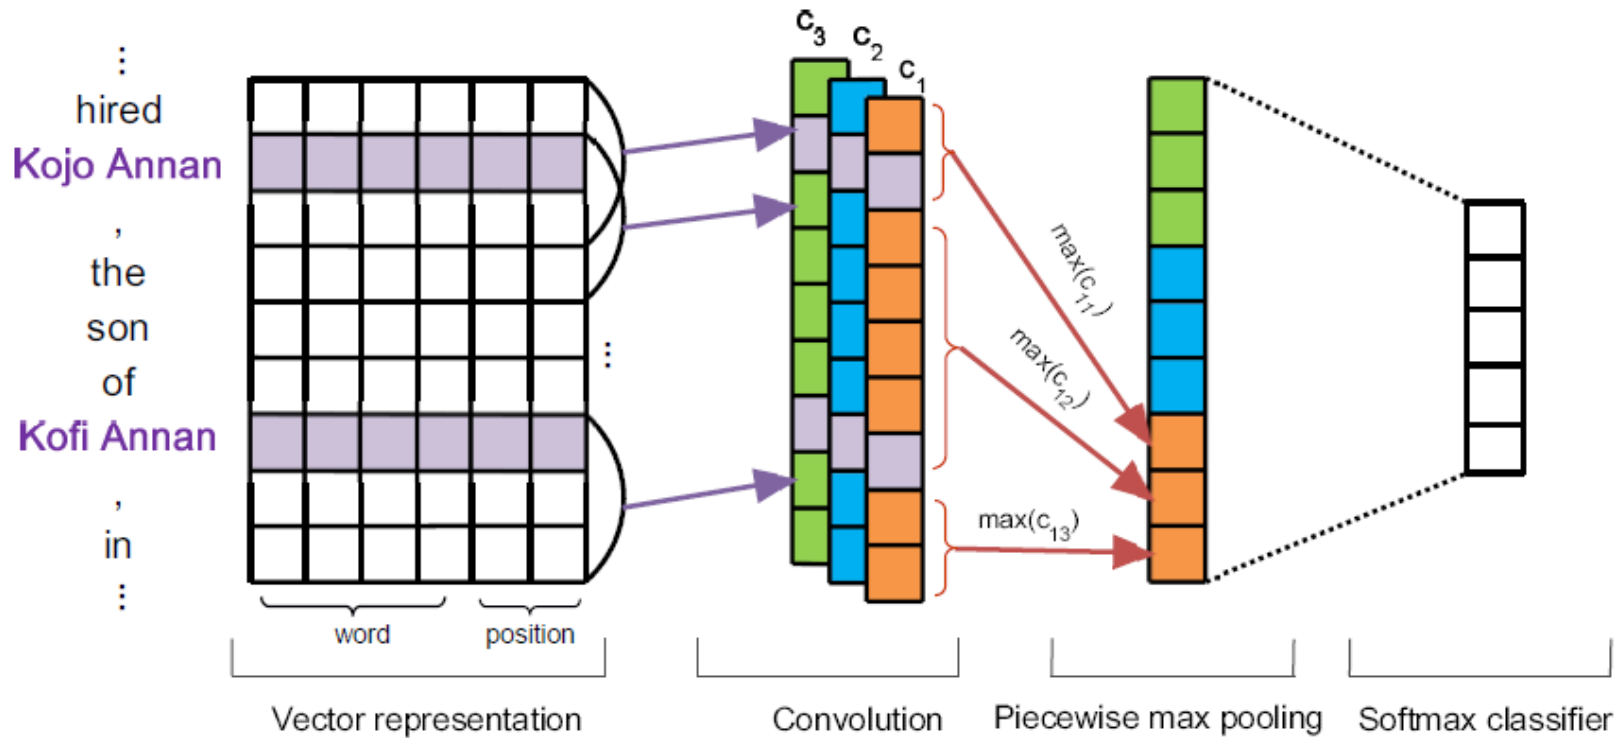 ⋮
hired
Kojo Annan
,
the
son
of
Kofi Annan
,
in
⋮
word
position
Vector representation
⋮
c3
c2
c1
Convolution
max(c11)
max(c12)
max(c13)
Piecewise max pooling
Softmax classifier